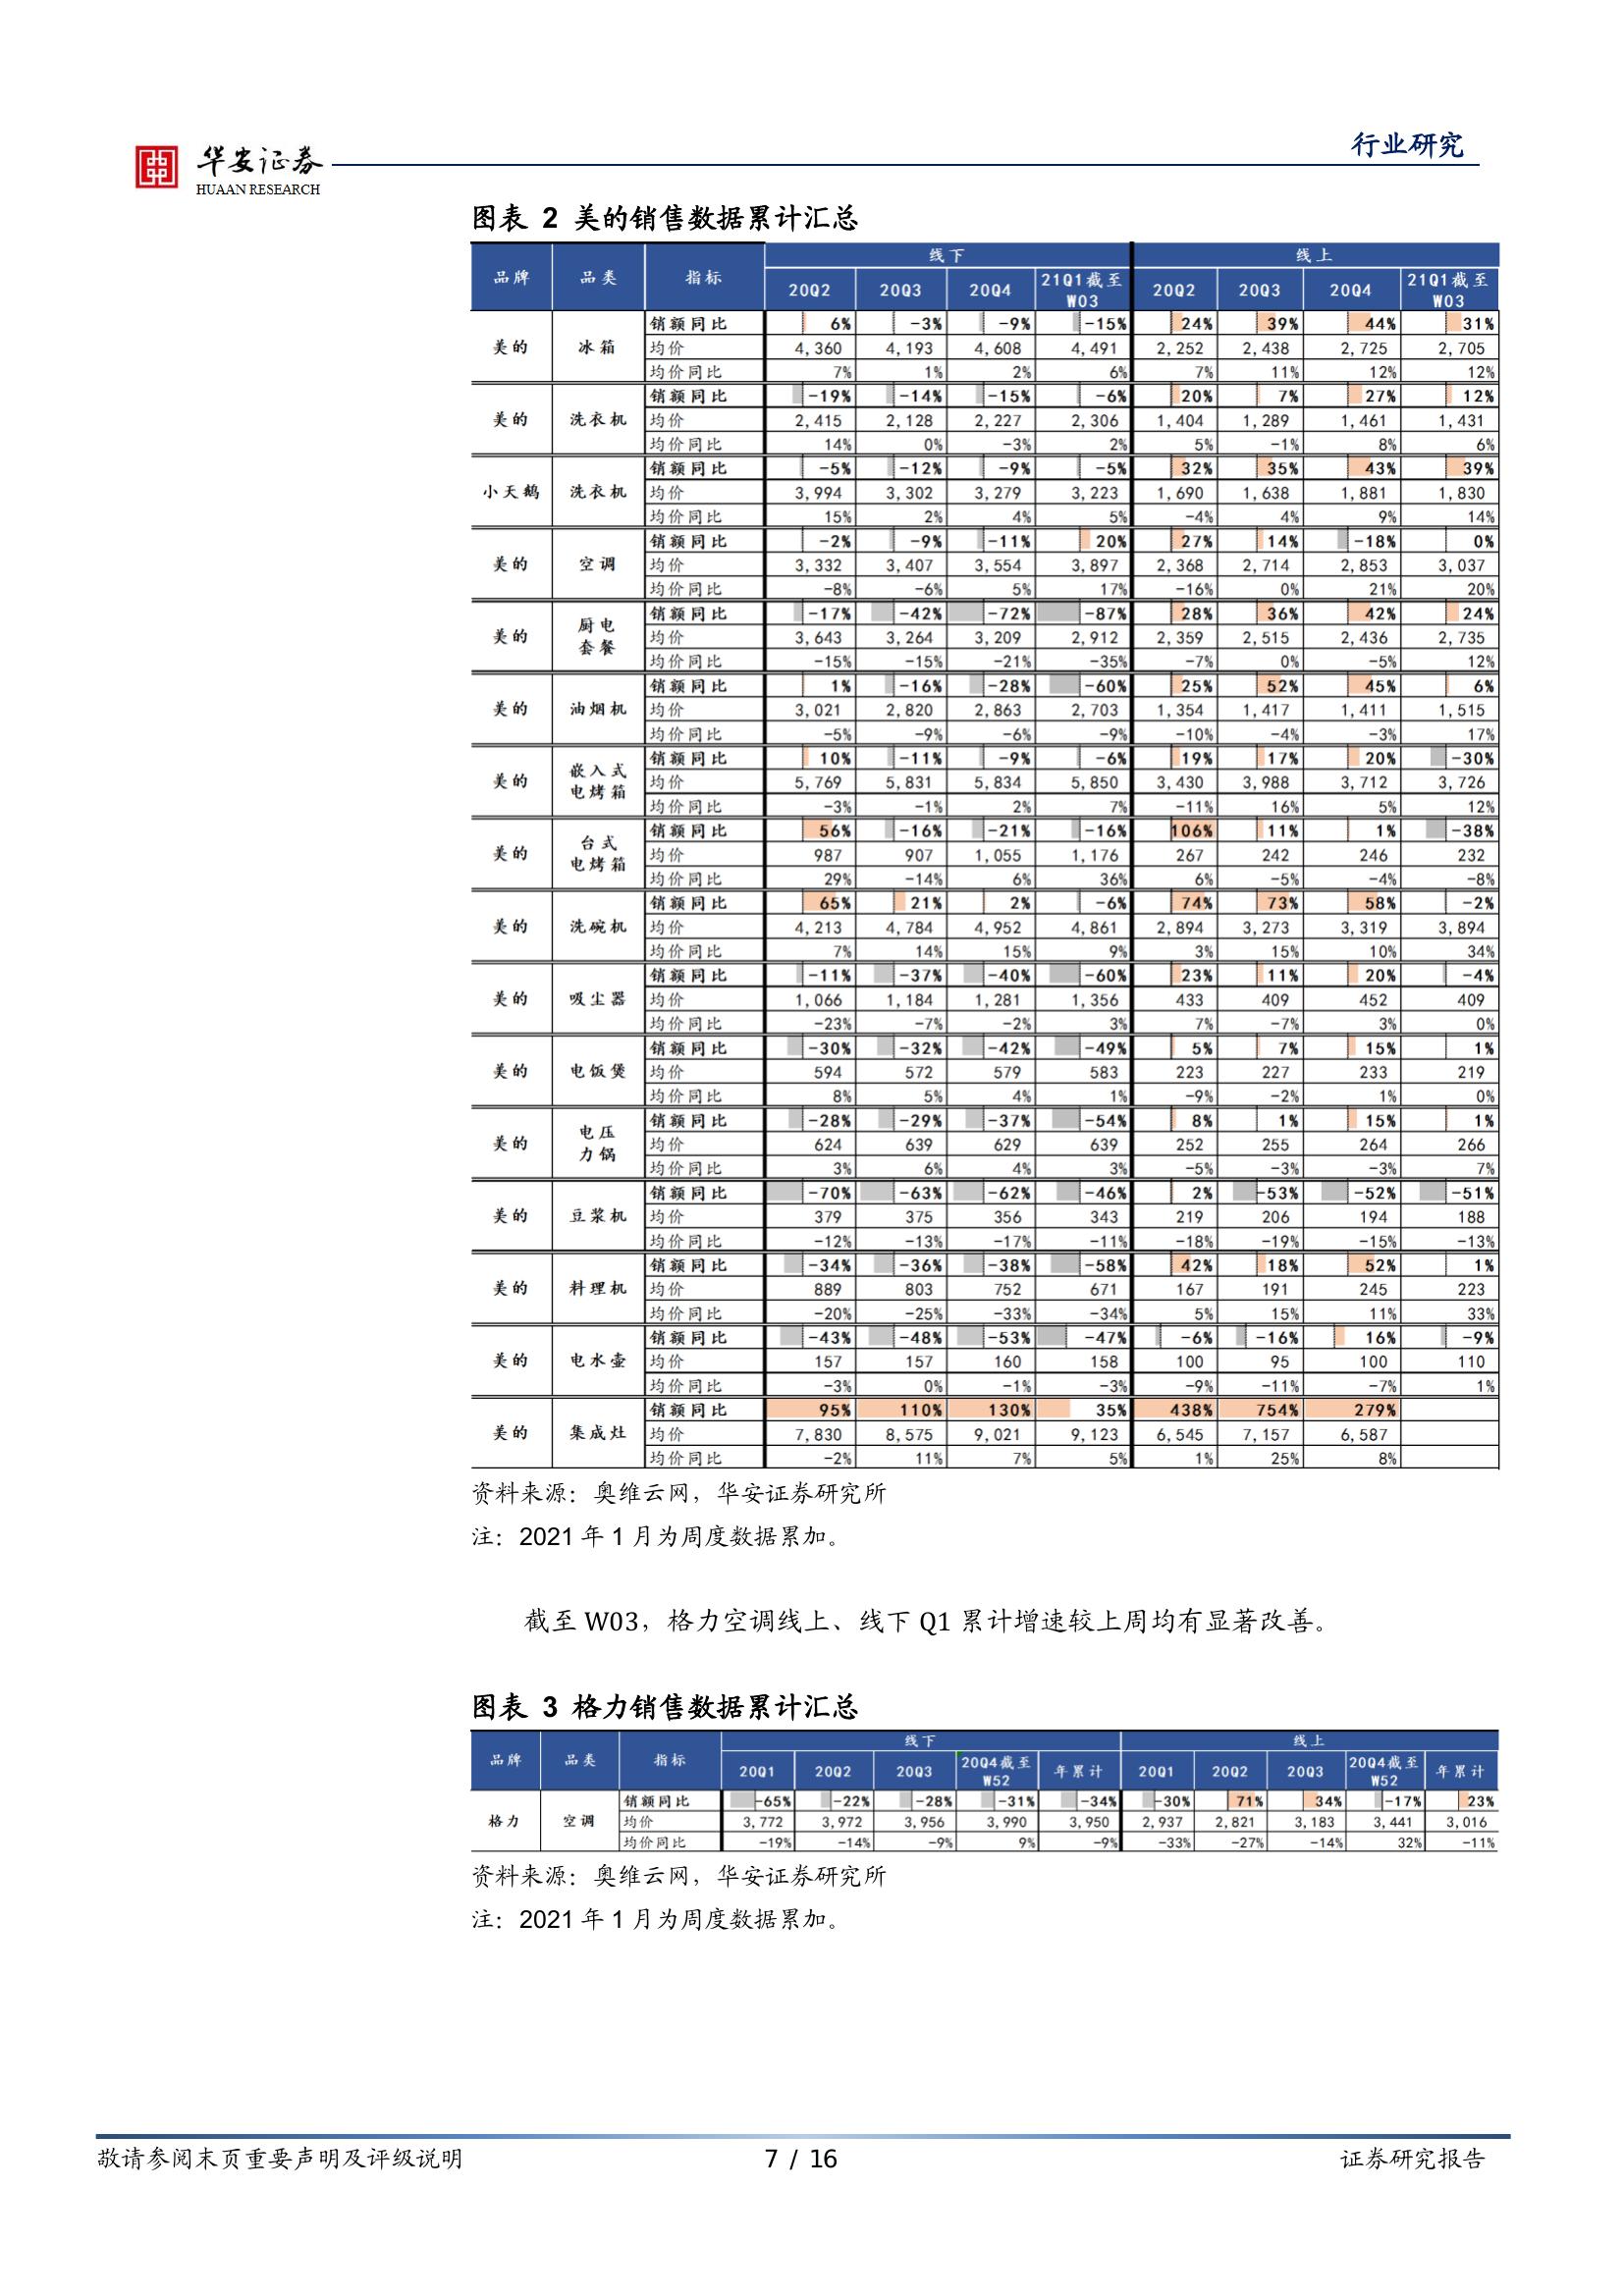 行业研究
华安证券
HUAAN RESEARCH
图表 2 美的销售数据累计汇总
线下 线上
品牌 品类 指标 20Q2 20Q3 20Q4 21Q1截至W03 20Q2 20Q3 20Q4 21Q1截至W03
销额同比 6% -3% -9% -15% 24% 39% 44% 31%
美的 冰箱 均价 4,360 4,193 4,608 4,491 2,252 2,438 2,725 2,705
均价同比 7% 1% 2% 6% 7% 11% 12% 12%
销额同比 -19% -14% -15% -6% 20% 7% 27% 12%
美的 洗衣机 均价 2,415 2,128 2,227 2,306 1,404 1,289 1,461 1,431
均价同比 14% 0% -3% 2% 5% -1% 8% 6%
销额同比 -5% -12% -9% -5% 32% 35% 43% 39%
小天鹅 洗衣机 均价 3,994 3,302 3,279 3,223 1,690 1,638 1,881 1,830
均价同比 15% 2% 4% 5% -4% 4% 9% 14%
销额同比 -2% -9% -11% 20% 27% 14% -18% 0%
美的 空调 均价 3,332 3,407 3,554 3,897 2,368 2,714 2,853 3,037
均价同比 -8% -6% 5% 17% -16% 0% 21% 20%
销额同比 -17% -42% -72% -87% 28% 36% 42% 24%
美的 厨电套餐 均价 3,643 3,264 3,209 2,912 2,359 2,515 2,436 2,735
均价同比 -15% -15% -21% -35% -7% 0% -5% 12%
销额同比 1% -16% -28% -60% 25% 52% 45% 6%
美的 油烟机 均价 3,021 2,820 2,863 2,703 1,354 1,417 1,411 1,515
均价同比 -5% -9% -6% -9% -10% -4% -3% 17%
销额同比 10% -11% -9% -6% 19% 17% 20% -30%
美的 嵌入式电烤箱 均价 5,769 5,831 5,834 5,850 3,430 3,988 3,712 3,726
均价同比 -3% -1% 2% 7% -11% 16% 5% 12%
销额同比 56% -16% -21% -16% 106% 11% 1% -38%
美的 台式电烤箱 均价 987 907 1,055 1,176 267 242 246 232
均价同比 29% -14% 6% 36% 6% -5% -4% -8%
销额同比 65% 21% 2% -6% 74% 73% 58% -2%
美的 洗碗机 均价 4,213 4,784 4,952 4,861 2,894 3,273 3,319 3,894
均价同比 7% 14% 15% 9% 3% 15% 10% 34%
销额同比 -11% -37% -40% -60% 23% 11% 20% -4%
美的 吸尘器 均价 1,066 1,184 1,281 1,356 433 409 452 409
均价同比 -23% -7% -2% 3% 7% -7% 3% 0%
销额同比 -30% -32% -42% -49% 5% 7% 15% 1%
美的 电饭煲 均价 594 572 579 583 223 227 233 219
均价同比 8% 5% 4% 1% -9% -2% 1% 0%
销额同比 -28% -29% -37% -54% 8% 1% 15% 1%
美的 电压力锅 均价 624 639 629 639 252 255 264 266
均价同比 3% 6% 4% 3% -5% -3% -3% 7%
销额同比 -70% -63% -62% -46% 2% -53% -52% -51%
美的 豆浆机 均价 379 375 356 343 219 206 194 188
均价同比 -12% -13% -17% -11% -18% -19% -15% -13%
销额同比 -34% -36% -38% -58% 42% 18% 52% 1%
美的 料理机 均价 889 803 752 671 167 191 245 223
均价同比 -20% -25% -33% -34% 5% 15% 11% 33%
销额同比 -43% -48% -53% -47% -6% -16% 16% -9%
美的 电水壶 均价 157 157 160 158 100 95 100 110
均价同比 -3% 0% -1% -3% -9% -11% -7% 1%
销额同比 95% 110% 130% 35% 438% 754% 279%
美的 集成灶 均价 7,830 8,575 9,021 9,123 6,545 7,157 6,587
均价同比 -2% 11% 7% 5% 1% 25% 8%
资料来源：奥维云网，华安证券研究所
注：2021 年 1 月为周度数据累加。
截至 W03，格力空调线上、线下 Q1 累计增速较上周均有显著改善。
图表 3 格力销售数据累计汇总
线下 线上
品牌 品类 指标 20Q1 20Q2 20Q3 20Q4截至W52 年累计 20Q1 20Q2 20Q3 20Q4截至W52 年累计
销额同比 -65% -22% -28% -31% -34% -30% 71% 34% -17% 23%
格力 空调 均价 3,772 3,972 3,956 3,990 3,950 2,937 2,821 3,183 3,441 3,016
均价同比 -19% -14% -9% 9% -9% -33% -27% -14% 32% -11%
资料来源：奥维云网，华安证券研究所
注：2021 年 1 月为周度数据累加。
敬请参阅末页重要声明及评级说明 7 / 16 证券研究报告